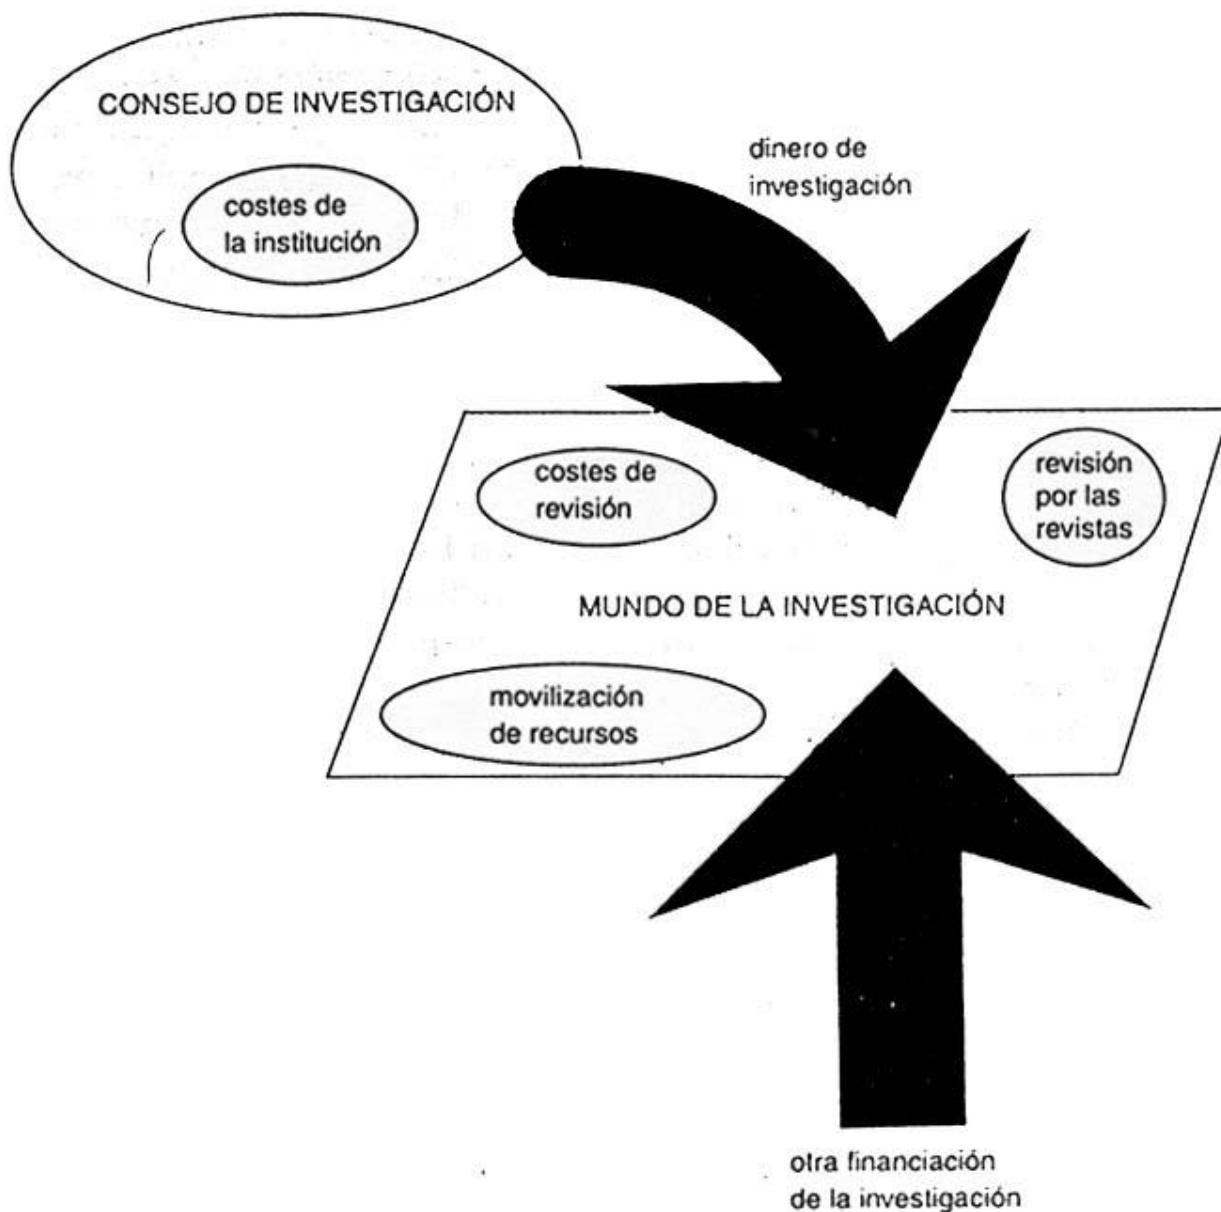 CONSEJO DE INVESTIGACIÓN
costes de
la institución
dinero de
investigación
costes de
revisión
revisión
por las
revistas
MUNDO DE LA INVESTIGACIÓN
movilización
de recursos
otra financiación
de la investigación